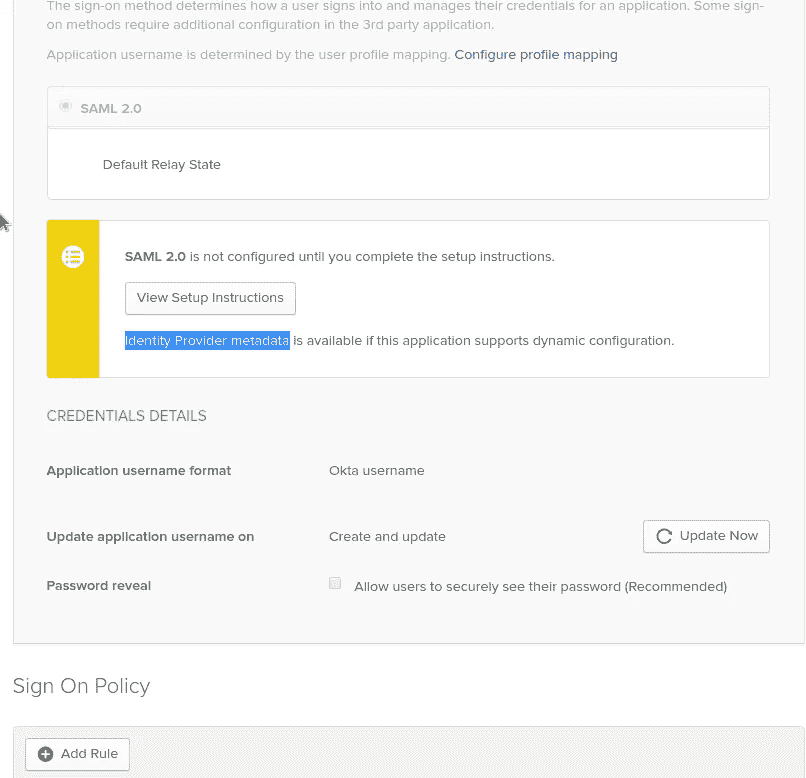 The sign-on method determines how a user signs into and manages their credentials for an application. Some sign-
on methods require additional configuration in the 3rd party application.
Application username is determined by the user profile mapping. Configure profile mapping
SAML 2.0
Default Relay State
SAML 2.0 is not configured until you complete the setup instructions.
View Setup Instructions
Identity Provider metadata is available if this application supports dynamic configuration.
CREDENTIALS DETAILS
Application username format Okta username
Update application username on Create and update Update Now
Password reveal Allow users to securely see their password (Recommended)
Sign On Policy
Add Rule